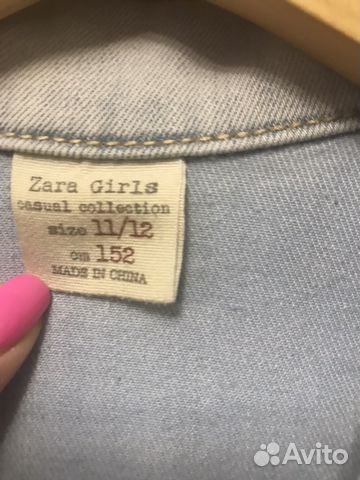 Zara Girls
casual collection
size 11/12
cm 152
MADE IN CHINA
Avito